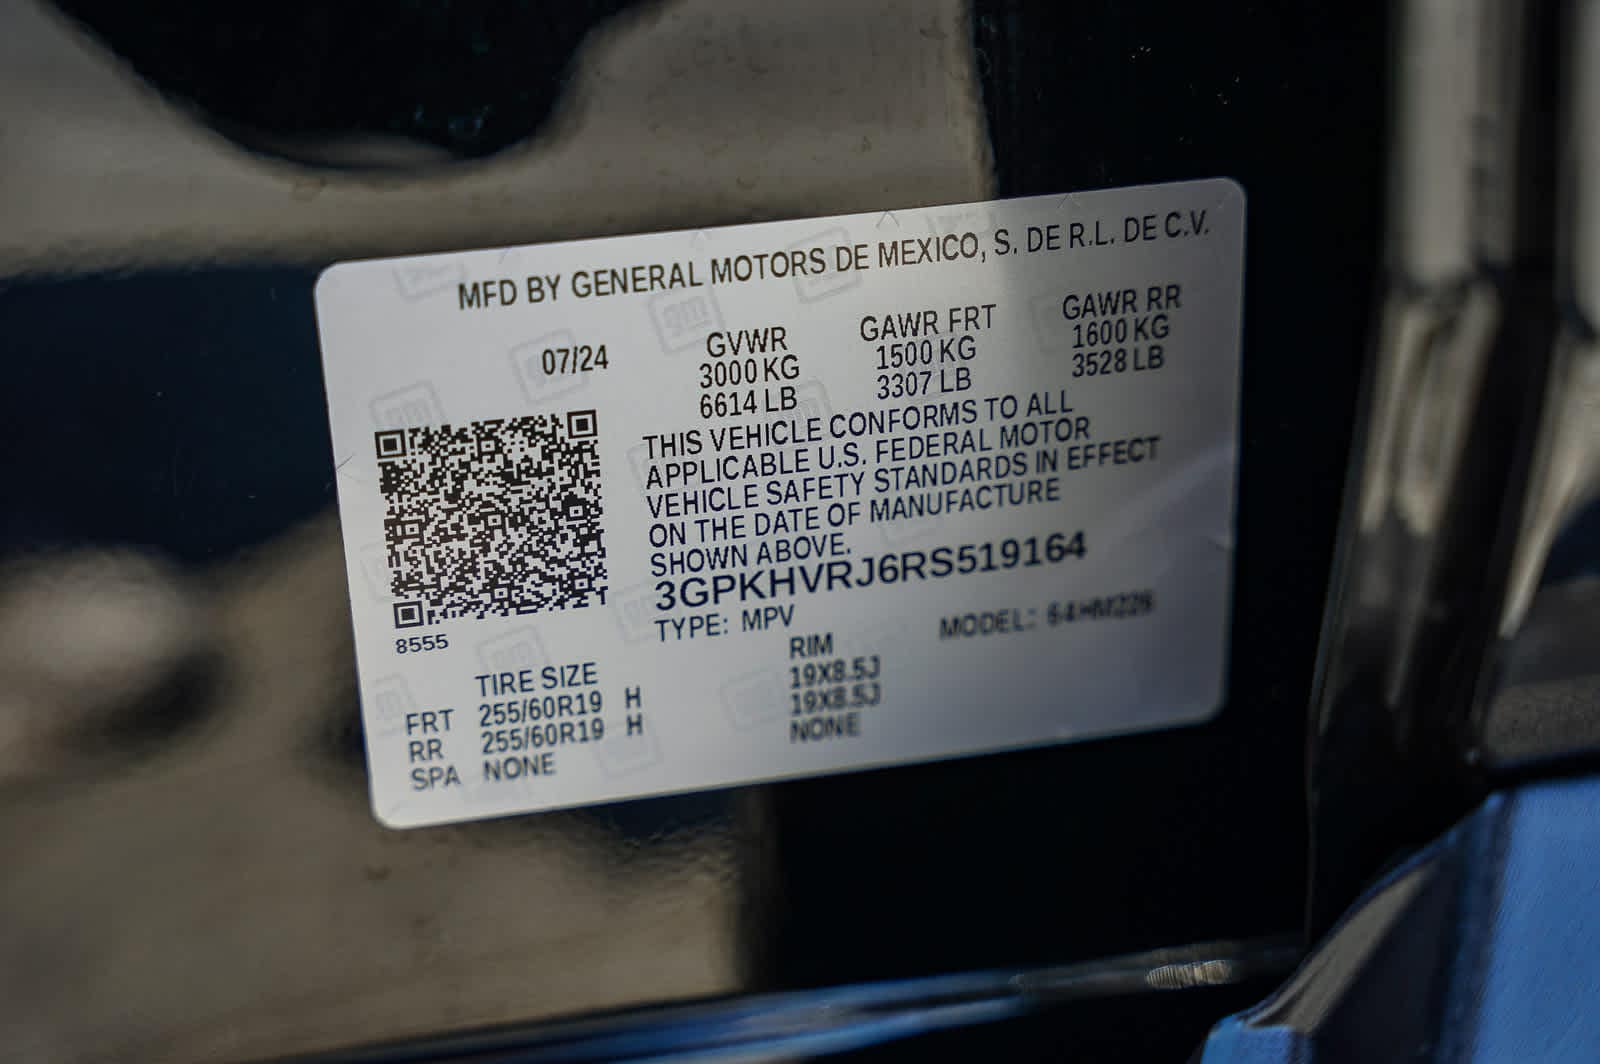 MFD BY GENERAL MOTORS DE MEXICO, S. DE R.L. DE C.V.
07/24 GVWR GAWR FRT GAWR RR
3000 KG 1500 KG 1600 KG
6614 LB 3307 LB 3528 LB
THIS VEHICLE CONFORMS TO ALL
APPLICABLE U.S. FEDERAL MOTOR
VEHICLE SAFETY STANDARDS IN EFFECT
ON THE DATE OF MANUFACTURE
SHOWN ABOVE.
3GPKHVRJ6RS519164
8555
TYPE: MPV MODEL: 64HM226
TIRE SIZE RIM
FRT 255/60R19 H 19X8.5J
RR 255/60R19 H 19X8.5J
SPA NONE NONE